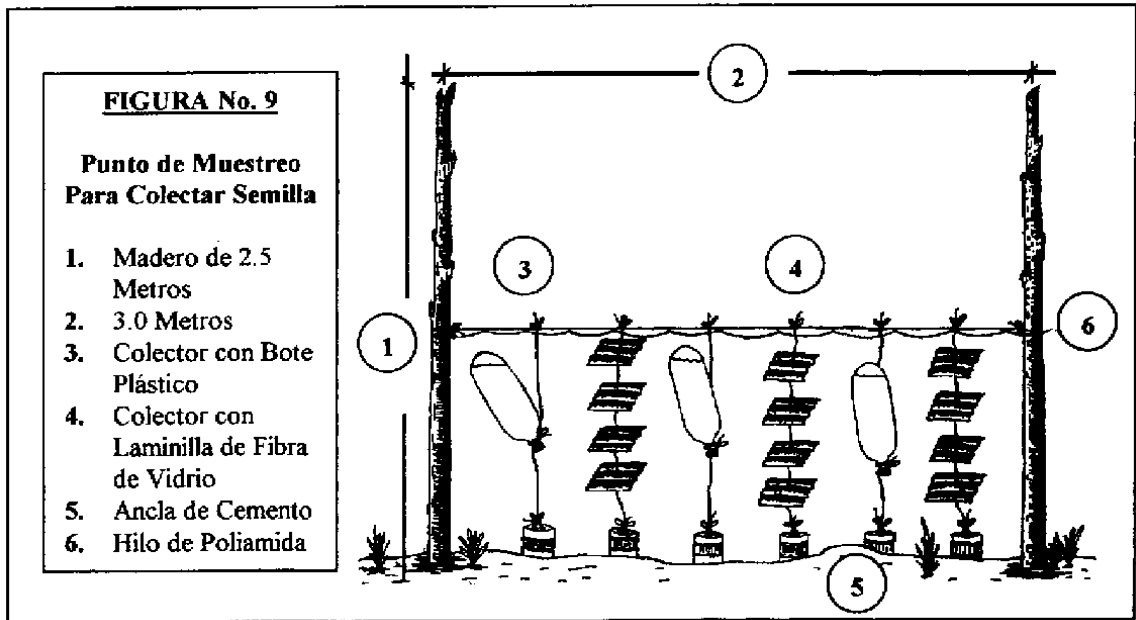 FIGURA No. 9
Punto de Muestreo
Para Colectar Semilla
1. Madero de 2.5
Metros
2. 3.0 Metros
3. Colector con Bote
Plástico
4. Colector con
Laminilla de Fibra
de Vidrio
5. Ancla de Cemento
6. Hilo de Poliamida
2
3
4
1
6
5